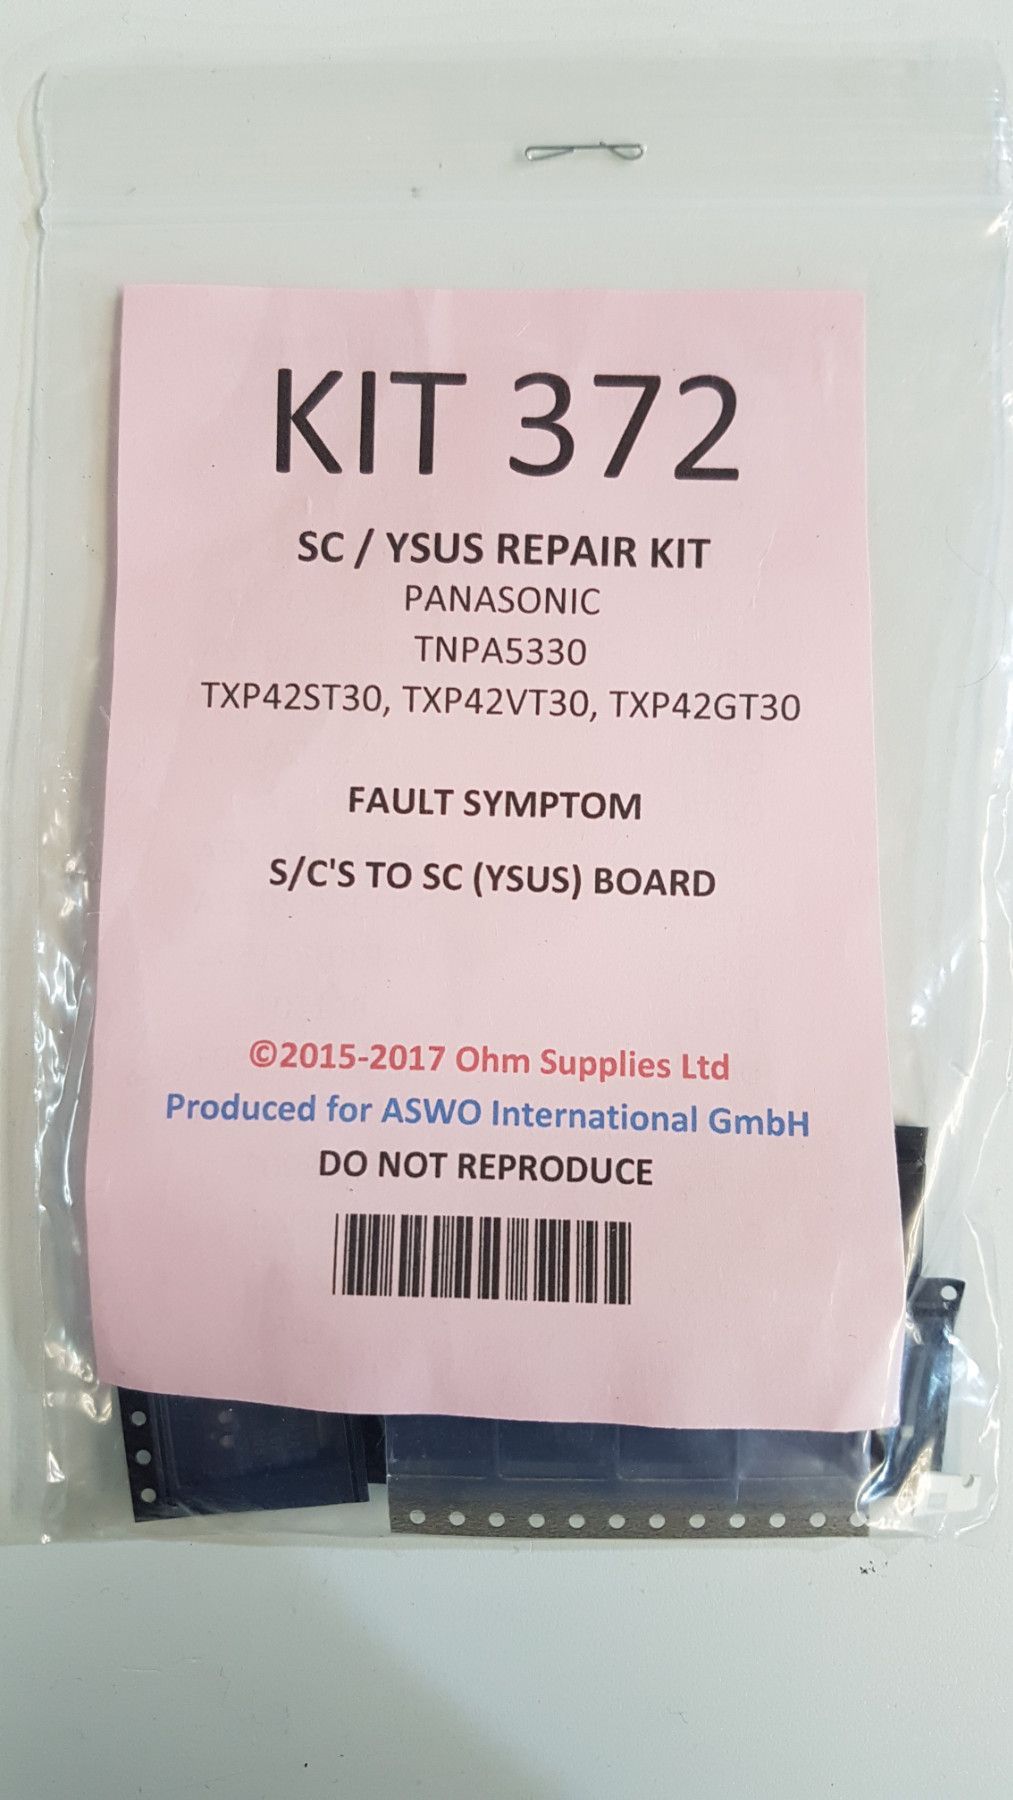 KIT 372
SC / YSUS REPAIR KIT
PANASONIC
TNPA5330
TXP42ST30, TXP42VT30, TXP42GT30
FAULT SYMPTOM
S/C'S TO SC (YSUS) BOARD
©2015-2017 Ohm Supplies Ltd
Produced for ASWO International GmbH
DO NOT REPRODUCE